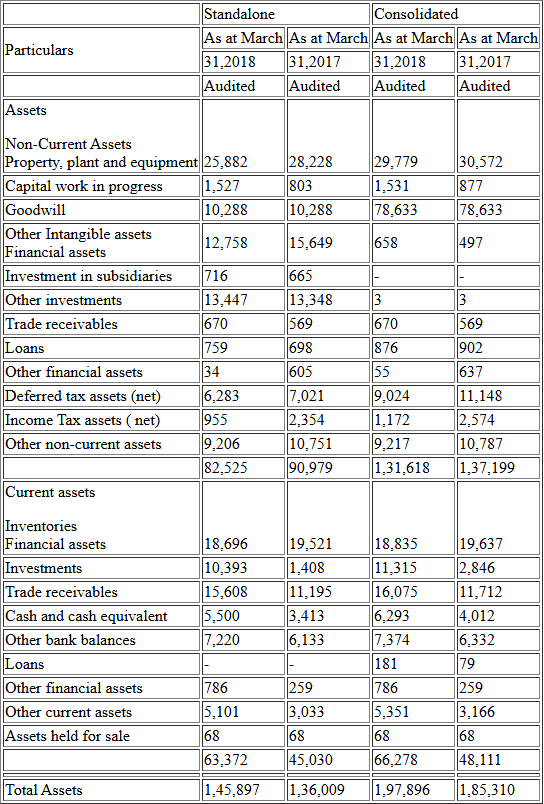 Standalone Consolidated
Particulars As at March As at March As at March As at March
31,2018 31,2017 31,2018 31,2017
Audited Audited Audited Audited
Assets
Non-Current Assets
Property, plant and equipment 25,882 28,228 29,779 30,572
Capital work in progress 1,527 803 1,531 877
Goodwill 10,288 10,288 78,633 78,633
Other Intangible assets
Financial assets 12,758 15,649 658 497
Investment in subsidiaries 716 665 - -
Other investments 13,447 13,348 3 3
Trade receivables 670 569 670 569
Loans 759 698 876 902
Other financial assets 34 605 55 637
Deferred tax assets (net) 6,283 7,021 9,024 11,148
Income Tax assets ( net) 955 2,354 1,172 2,574
Other non-current assets 9,206 10,751 9,217 10,787
82,525 90,979 1,31,618 1,37,199
Current assets
Inventories
Financial assets 18,696 19,521 18,835 19,637
Investments 10,393 1,408 11,315 2,846
Trade receivables 15,608 11,195 16,075 11,712
Cash and cash equivalent 5,500 3,413 6,293 4,012
Other bank balances 7,220 6,133 7,374 6,332
Loans - - 181 79
Other financial assets 786 259 786 259
Other current assets 5,101 3,033 5,351 3,166
Assets held for sale 68 68 68 68
63,372 45,030 66,278 48,111
Total Assets 1,45,897 1,36,009 1,97,896 1,85,310